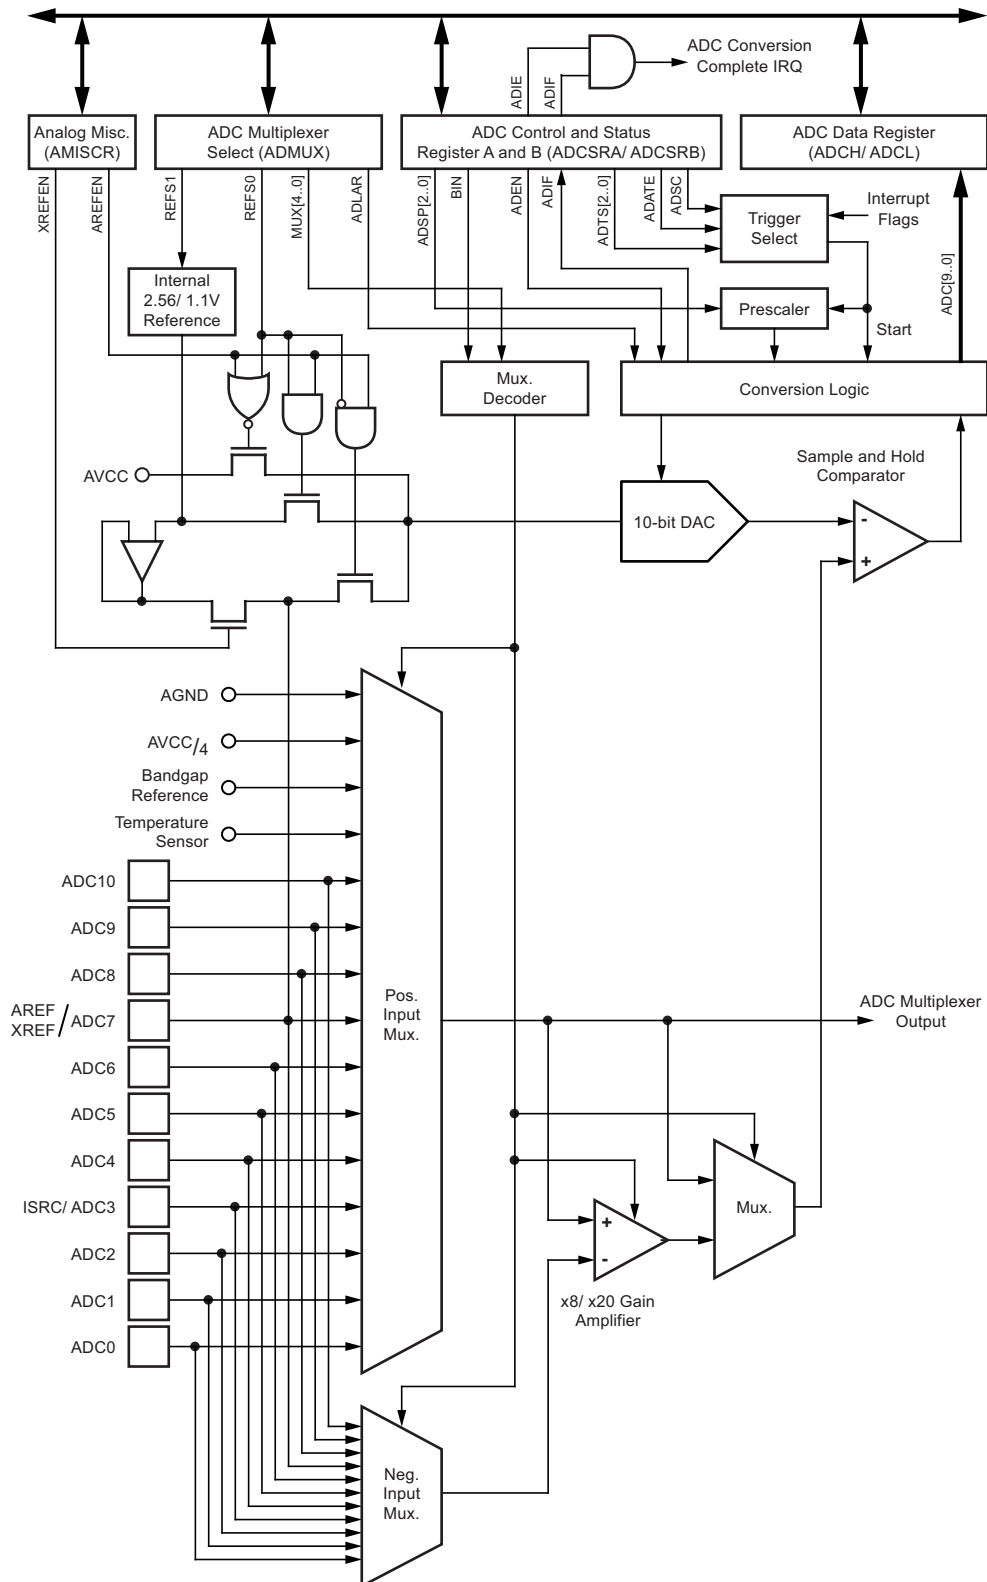 ADC Conversion
Complete IRQ
ADIE
ADIF
Analog Misc.
(AMISCR)
ADC Multiplexer
Select (ADMUX)
ADC Control and Status
Register A and B (ADCSRA/ ADCSRB)
ADC Data Register
(ADCH/ ADCL)
XREFEN
AREFEN
REFS1
REFS0
MUX[4..0]
ADLAR
ADSP[2..0]
BIN
ADEN
ADIF
ADTS[2..0]
ADATE
ADSC
Trigger
Select
Interrupt
Flags
ADC[9..0]
Internal
2.56/ 1.1V
Reference
Prescaler
Start
Mux.
Decoder
Conversion Logic
AVCC
Sample and Hold
Comparator
10-bit DAC
-
+
AGND
AVCC/4
Bandgap
Reference
Temperature
Sensor
ADC10
ADC9
ADC8
AREF
XREF / ADC7
ADC6
ADC5
ADC4
ISRC/ ADC3
ADC2
ADC1
ADC0
Pos.
Input
Mux.
ADC Multiplexer
Output
+
-
x8/ x20 Gain
Amplifier
Mux.
Neg.
Input
Mux.